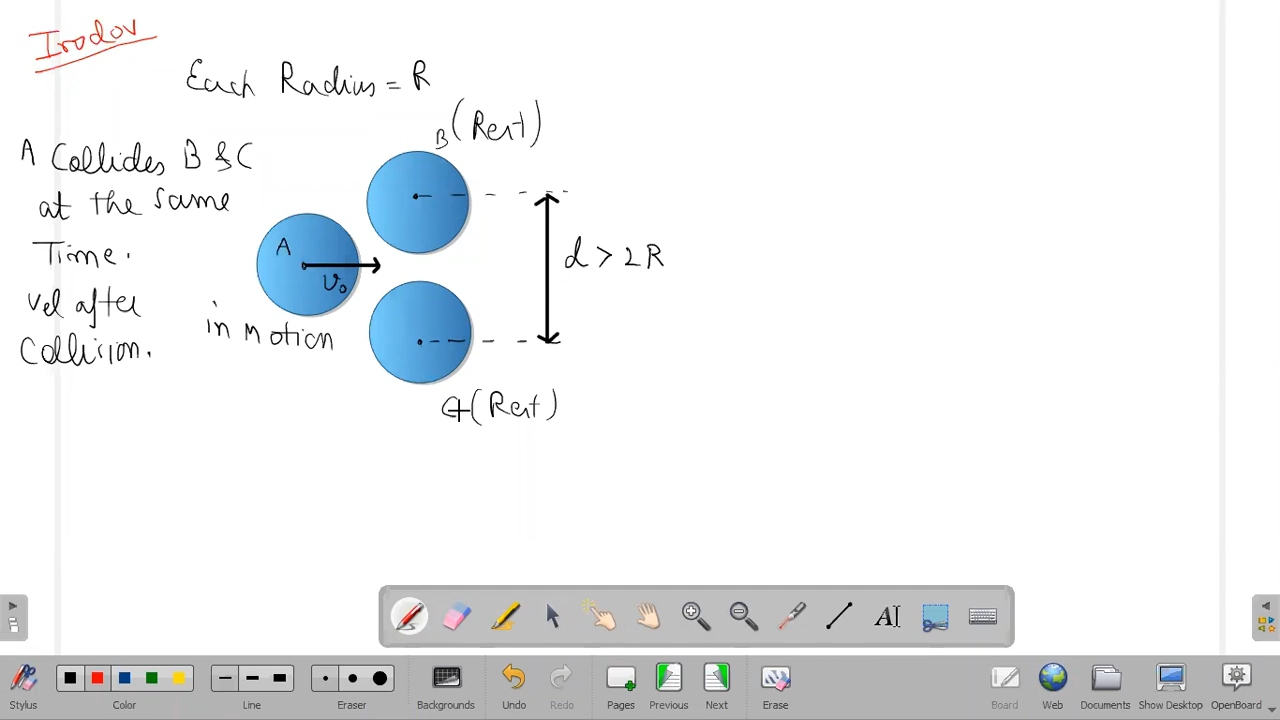 Irodov
Each Radius = R
B (Rest)
A Collides B & C
at the same
Time.
vel after
Collision.
A
v₀
in motion
d > 2R
C (Rest)
Stylus
Color
Line
Eraser
Backgrounds
Undo
Redo
Pages
Previous
Next
Erase
Board
Web
Documents
Show Desktop
OpenBoard